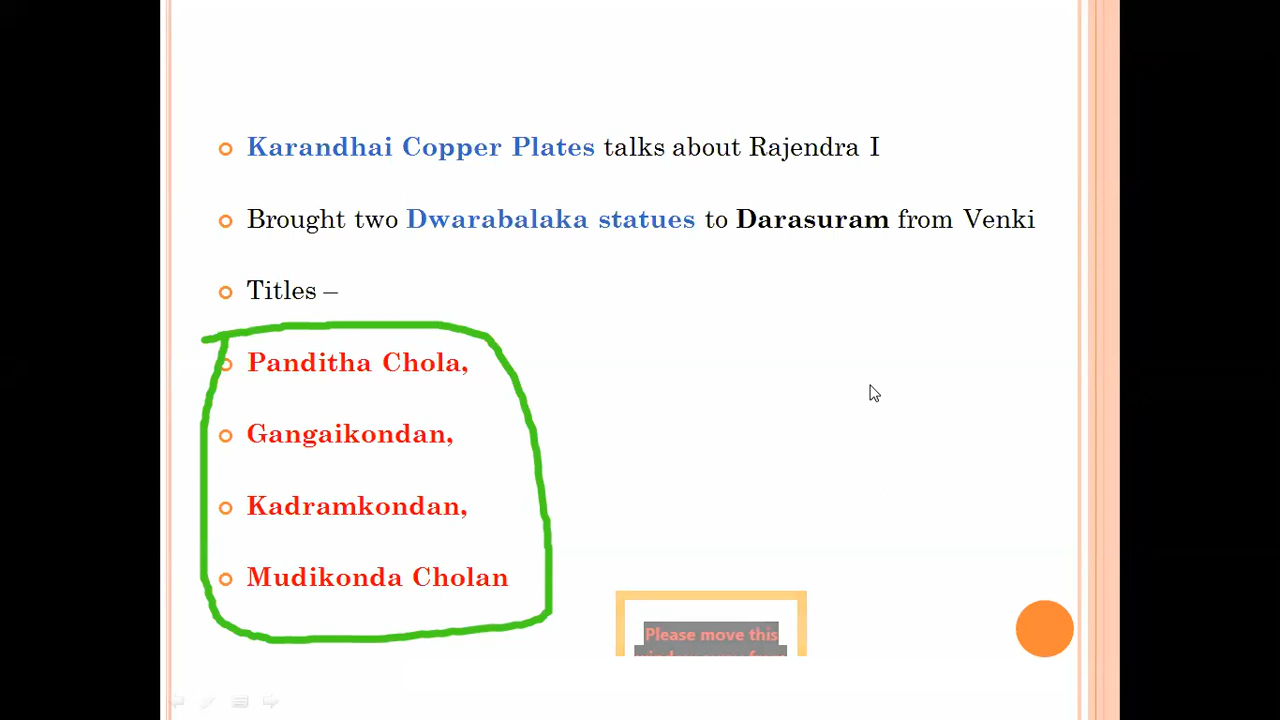 Karandhai Copper Plates talks about Rajendra I
Brought two Dwarabalaka statues to Darasuram from Venki
Titles –
Panditha Chola,
Gangaikondan,
Kadramkondan,
Mudikonda Cholan
Please move this